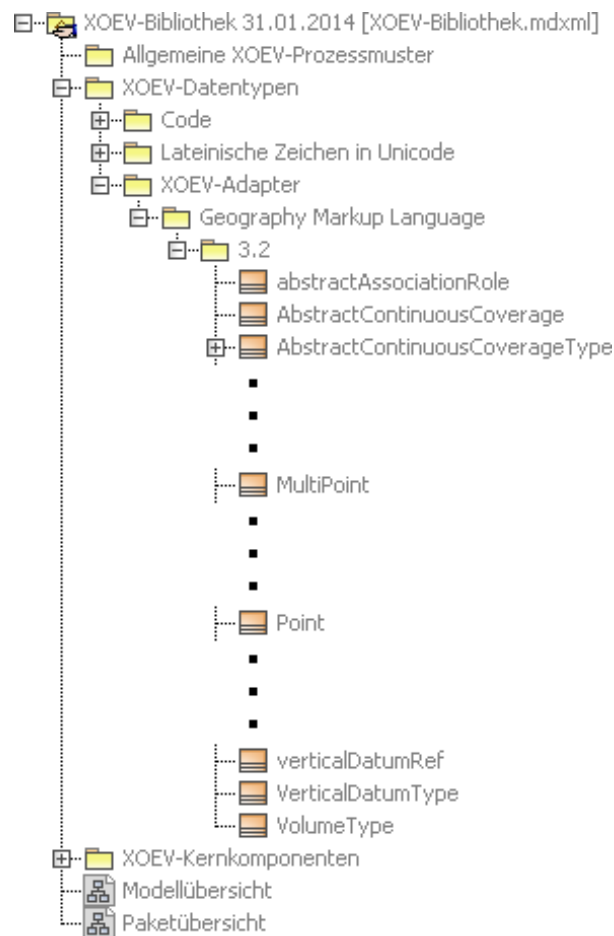 XOEV-Bibliothek 31.01.2014 [XOEV-Bibliothek.mdxml]
Allgemeine XOEV-Prozessmuster
XOEV-Datentypen
Code
Lateinische Zeichen in Unicode
XOEV-Adapter
Geography Markup Language
3.2
abstractAssociationRole
AbstractContinuousCoverage
AbstractContinuousCoverageType
MultiPoint
Point
verticalDatumRef
VerticalDatumType
VolumeType
XOEV-Kernkomponenten
Modellübersicht
Paketübersicht